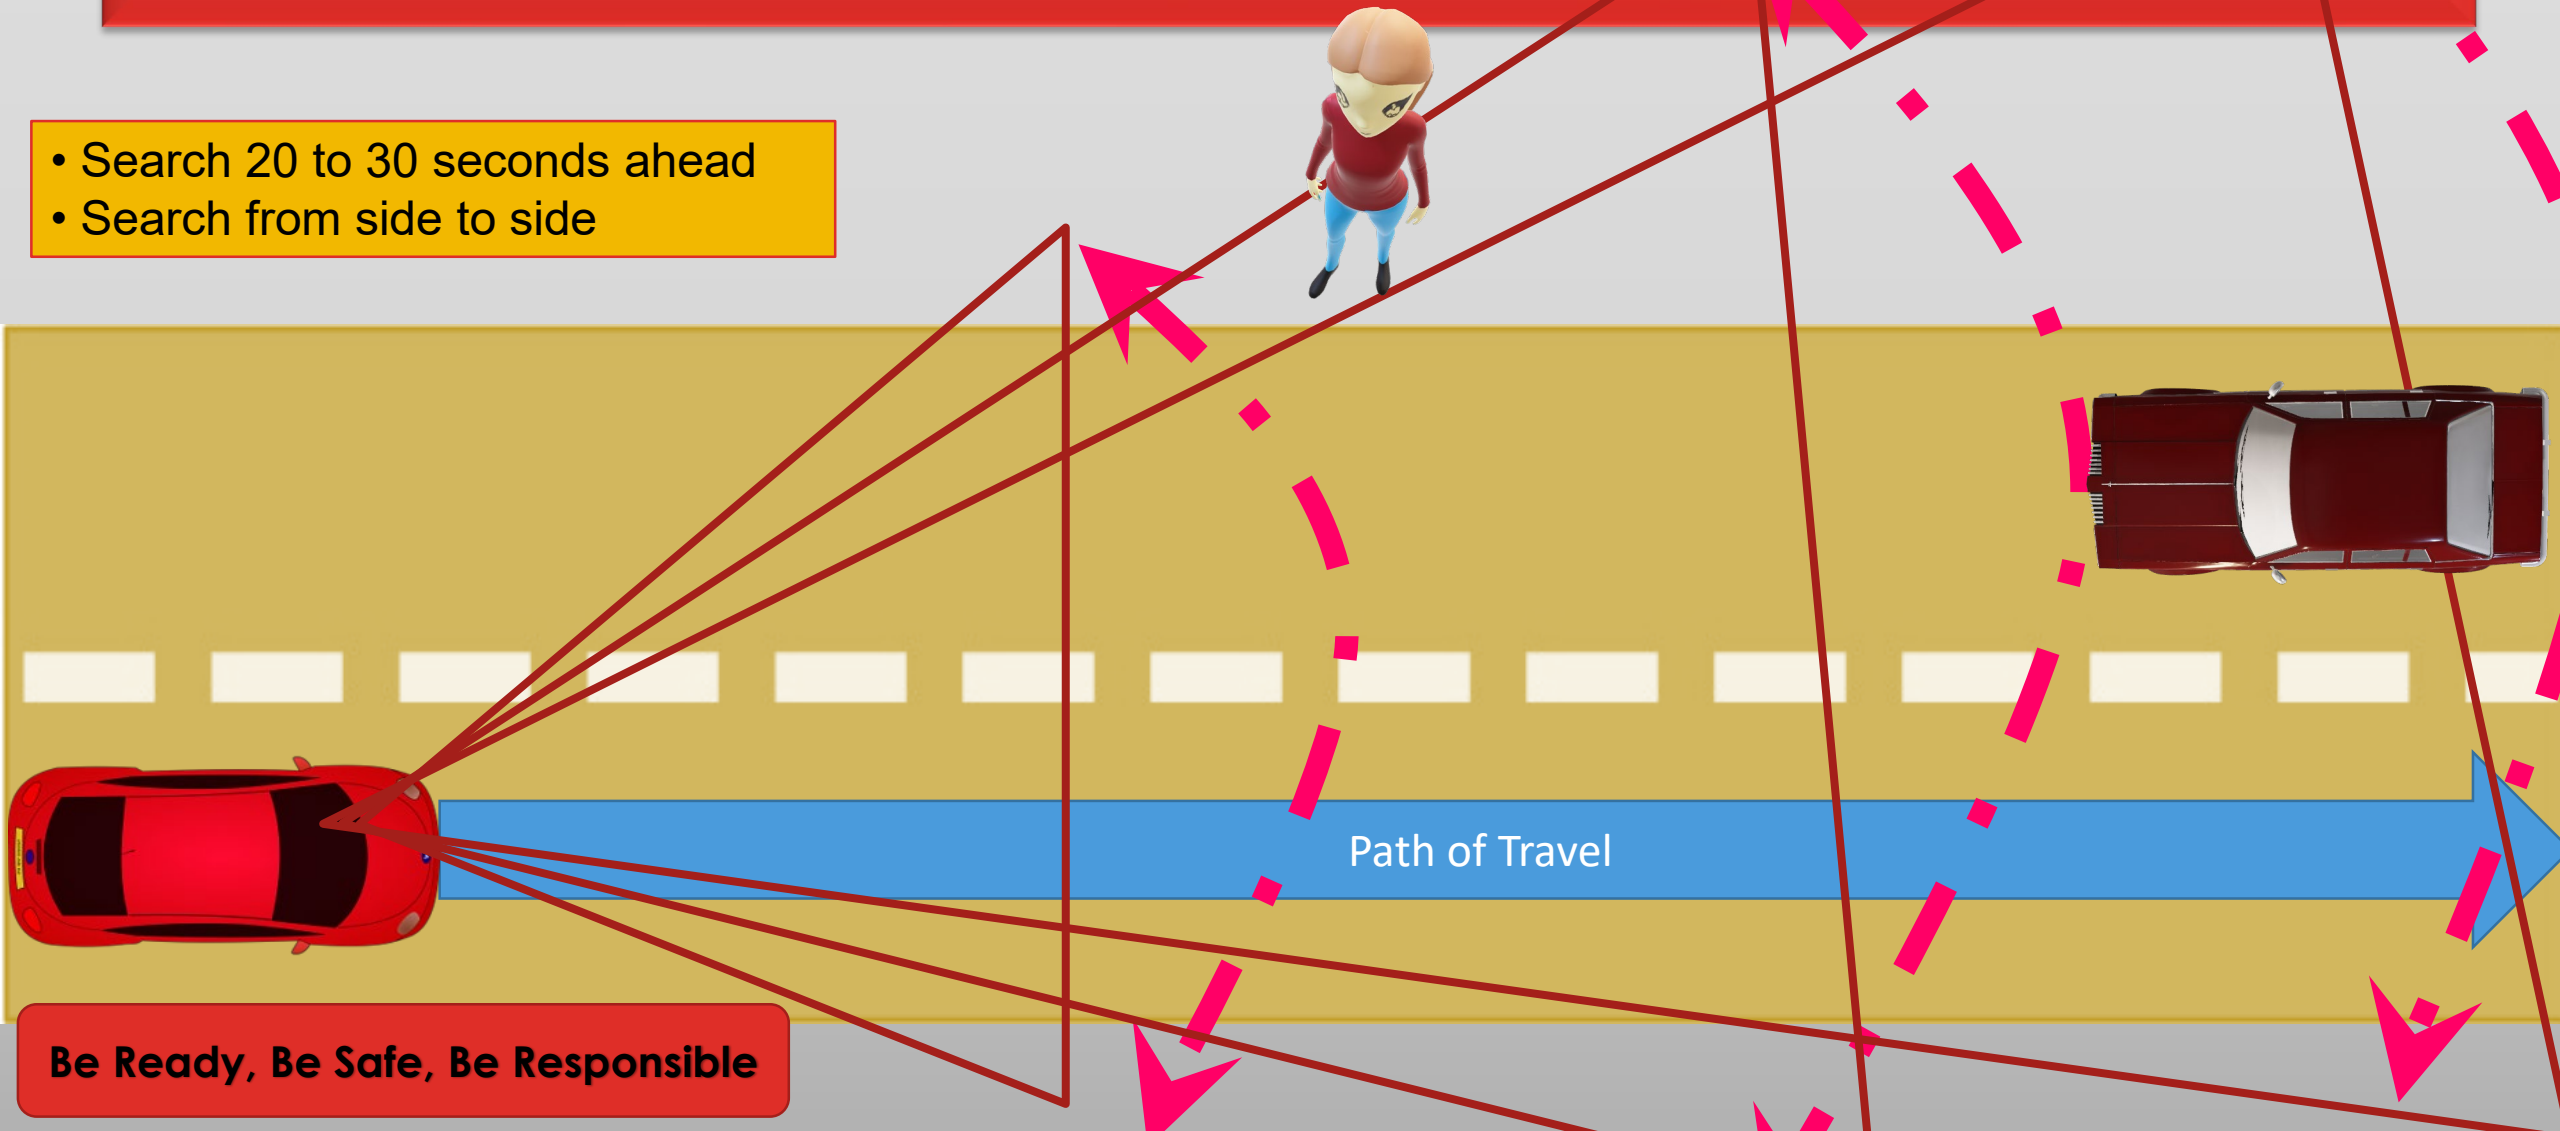 • Search 20 to 30 seconds ahead
• Search from side to side
Path of Travel
Be Ready, Be Safe, Be Responsible